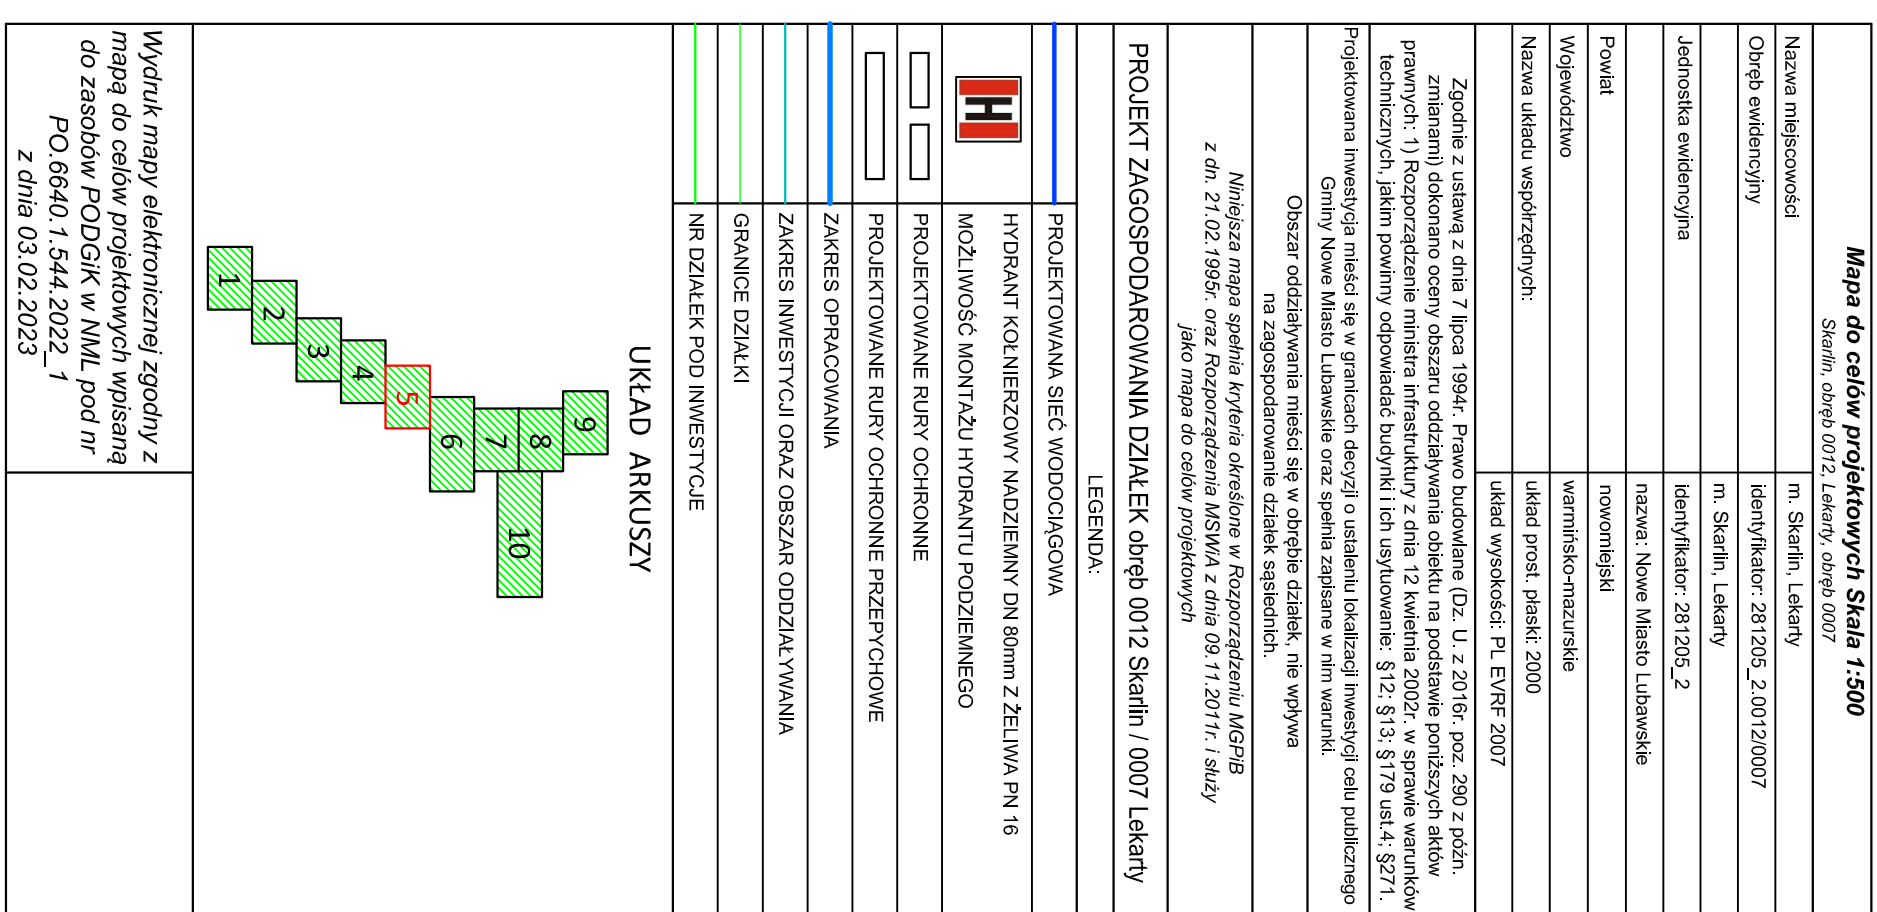 Mapa do celów projektowych Skala 1:500
Skarlin, obręb 0012, Lekarty, obręb 0007
Nazwa miejscowości m. Skarlin, Lekarty
Obręb ewidencyjny identyfikator: 281205_2.0012/0007
m. Skarlin, Lekarty
Jednostka ewidencyjna identyfikator: 281205_2
nazwa: Nowe Miasto Lubawskie
Powiat nowomiejski
Województwo warmińsko-mazurskie
Nazwa układu współrzędnych: układ prost. płaski: 2000
układ wysokości: PL EVRF 2007
Zgodnie z ustawą z dnia 7 lipca 1994r. Prawo budowlane (Dz. U. z 2016r. poz. 290 z późn.
zmianami) dokonano oceny obszaru oddziaływania obiektu na podstawie poniższych aktów
prawnych: 1) Rozporządzenie ministra infrastruktury z dnia 12 kwietnia 2002r. w sprawie warunków
technicznych, jakim powinny odpowiadać budynki i ich usytuowanie: §12; §13; §179 ust.4; §271.
Projektowana inwestycja mieści się w granicach decyzji o ustaleniu lokalizacji inwestycji celu publicznego
Gminy Nowe Miasto Lubawskie oraz spełnia zapisane w nim warunki.
Obszar oddziaływania mieści się w obrębie działek, nie wpływa
na zagospodarowanie działek sąsiednich.
Niniejsza mapa spełnia kryteria określone w Rozporządzeniu MGPiB
z dn. 21.02.1995r. oraz Rozporządzenia MSWiA z dnia 09.11.2011r. i służy
jako mapa do celów projektowych
PROJEKT ZAGOSPODAROWANIA DZIAŁEK obręb 0012 Skarlin / 0007 Lekarty
LEGENDA:
PROJEKTOWANA SIEĆ WODOCIĄGOWA
H
HYDRANT KOŁNIERZOWY NADZIEMNY DN 80mm Z ŻELIWA PN 16
MOŻLIWOŚĆ MONTAŻU HYDRANTU PODZIEMNEGO
PROJEKTOWANE RURY OCHRONNE
PROJEKTOWANE RURY OCHRONNE PRZEPYCHOWE
ZAKRES OPRACOWANIA
ZAKRES INWESTYCJI ORAZ OBSZAR ODDZIAŁYWANIA
GRANICE DZIAŁKI
NR DZIAŁEK POD INWESTYCJE
UKŁAD ARKUSZY
9
8
10
7
6
5
4
3
2
1
Wydruk mapy elektronicznej zgodny z
mapą do celów projektowych wpisaną
do zasobów PODGiK w NML pod nr
PO.6640.1.544.2022_1
z dnia 03.02.2023